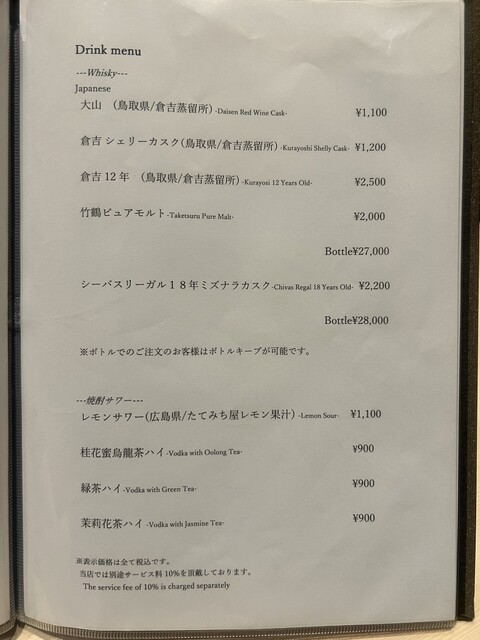 Drink menu
---Whisky---
Japanese
大山　(鳥取県/倉吉蒸留所) -Daisen Red Wine Cask- ¥1,100
倉吉 シェリーカスク(鳥取県/倉吉蒸留所) -Kurayoshi Shelly Cask- ¥1,200
倉吉 12 年　(鳥取県/倉吉蒸留所) -Kurayosi 12 Years Old- ¥2,500
竹鶴ピュアモルト -Taketsuru Pure Malt- ¥2,000
Bottle¥27,000
シーバスリーガル１８年ミズナラカスク -Chivas Regal 18 Years Old- ¥2,200
Bottle¥28,000
※ボトルでのご注文のお客様はボトルキープが可能です。
---焼酎サワー---
レモンサワー(広島県/たてみち屋レモン果汁) -Lemon Sour- ¥1,100
桂花蜜烏龍茶ハイ -Vodka with Oolong Tea- ¥900
緑茶ハイ -Vodka with Green Tea- ¥900
茉莉花茶ハイ -Vodka with Jasmine Tea- ¥900
※表示価格は全て税込です。
当店では別途サービス料 10%を頂戴しております。
The service fee of 10% is charged separately